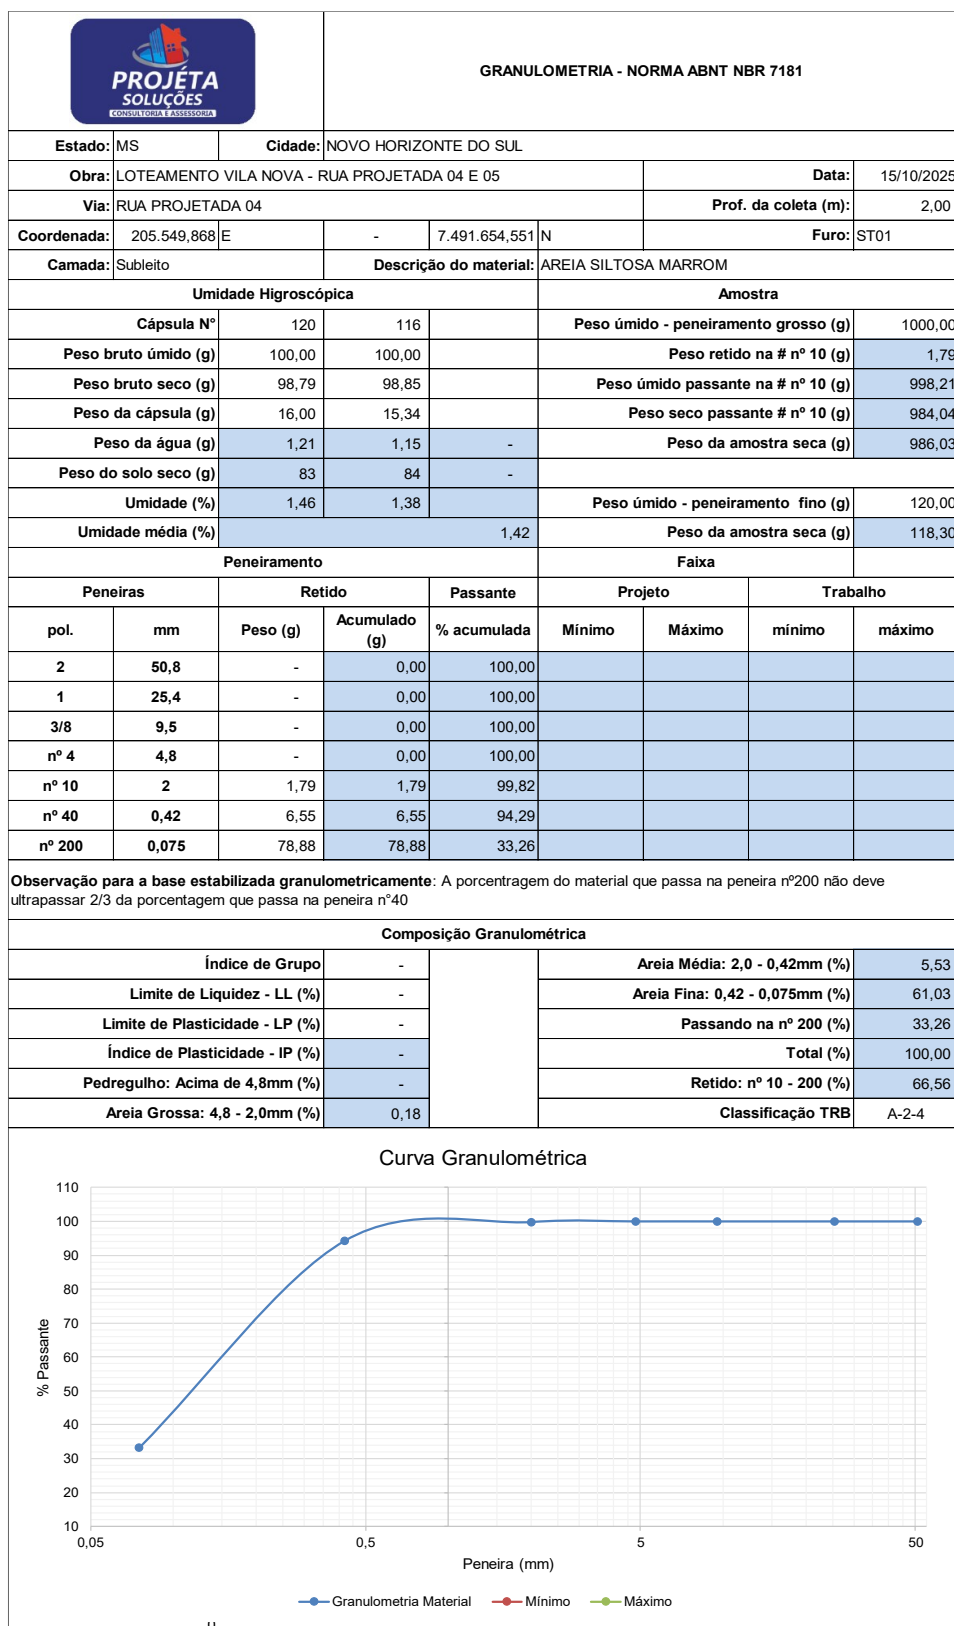 PROJÉTA
SOLUÇÕES
CONSULTORIA E ASSESSORIA
GRANULOMETRIA - NORMA ABNT NBR 7181
Estado: MS Cidade: NOVO HORIZONTE DO SUL
Obra: LOTEAMENTO VILA NOVA - RUA PROJETADA 04 E 05 Data: 15/10/2025
Via: RUA PROJETADA 04 Prof. da coleta (m): 2,00
Coordenada: 205.549,868 E - 7.491.654,551 N Furo: ST01
Camada: Subleito Descrição do material: AREIA SILTOSA MARROM
Umidade Higroscópica Amostra
Cápsula N° 120 116 Peso úmido - peneiramento grosso (g) 1000,00
Peso bruto úmido (g) 100,00 100,00 Peso retido na # nº 10 (g) 1,79
Peso bruto seco (g) 98,79 98,85 Peso úmido passante na # nº 10 (g) 998,21
Peso da cápsula (g) 16,00 15,34 Peso seco passante # nº 10 (g) 984,04
Peso da água (g) 1,21 1,15 - Peso da amostra seca (g) 986,03
Peso do solo seco (g) 83 84 -
Umidade (%) 1,46 1,38 Peso úmido - peneiramento fino (g) 120,00
Umidade média (%) 1,42 Peso da amostra seca (g) 118,30
Peneiramento Faixa
Peneiras Retido Passante Projeto Trabalho
pol. mm Peso (g) Acumulado (g) % acumulada Mínimo Máximo mínimo máximo
2 50,8 - 0,00 100,00
1 25,4 - 0,00 100,00
3/8 9,5 - 0,00 100,00
nº 4 4,8 - 0,00 100,00
nº 10 2 1,79 1,79 99,82
nº 40 0,42 6,55 6,55 94,29
nº 200 0,075 78,88 78,88 33,26
Observação para a base estabilizada granulometricamente: A porcentragem do material que passa na peneira nº200 não deve
ultrapassar 2/3 da porcentagem que passa na peneira n°40
Composição Granulométrica
Índice de Grupo - Areia Média: 2,0 - 0,42mm (%) 5,53
Limite de Liquidez - LL (%) - Areia Fina: 0,42 - 0,075mm (%) 61,03
Limite de Plasticidade - LP (%) - Passando na nº 200 (%) 33,26
Índice de Plasticidade - IP (%) - Total (%) 100,00
Pedregulho: Acima de 4,8mm (%) - Retido: nº 10 - 200 (%) 66,56
Areia Grossa: 4,8 - 2,0mm (%) 0,18 Classificação TRB A-2-4
Curva Granulométrica
110
100
90
80
70
60
50
40
30
20
10
% Passante
0,05 0,5 5 50
Peneira (mm)
Granulometria Material Mínimo Máximo